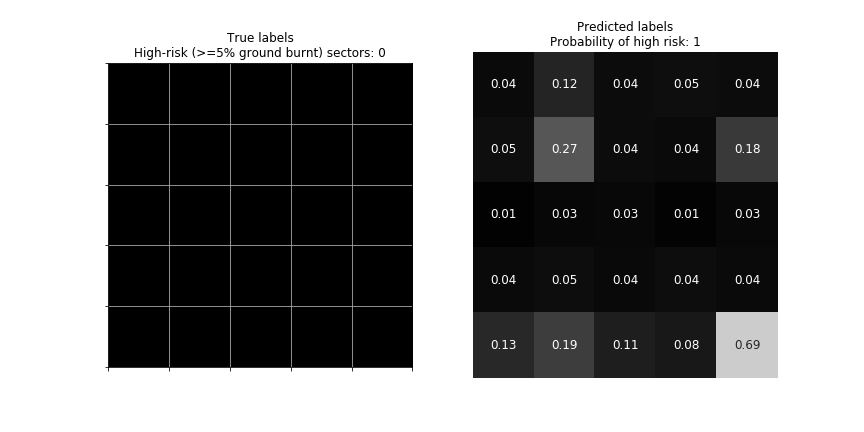 True labels
High-risk (>=5% ground burnt) sectors: 0
Predicted labels
Probability of high risk: 1
0.04 0.12 0.04 0.05 0.04
0.05 0.27 0.04 0.04 0.18
0.01 0.03 0.03 0.01 0.03
0.04 0.05 0.04 0.04 0.04
0.13 0.19 0.11 0.08 0.69